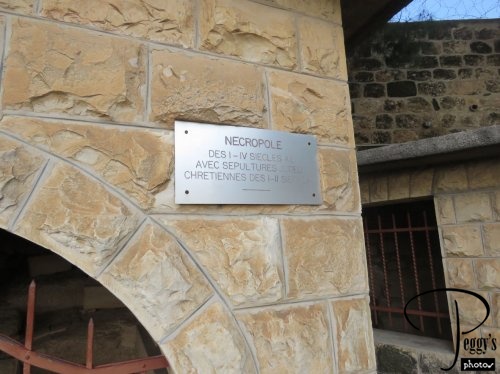 NECROPOLE
DES I - IV SIECLES
AVEC SEPULTURES
CHRETIENNES DES I-II
Peggy's
photos